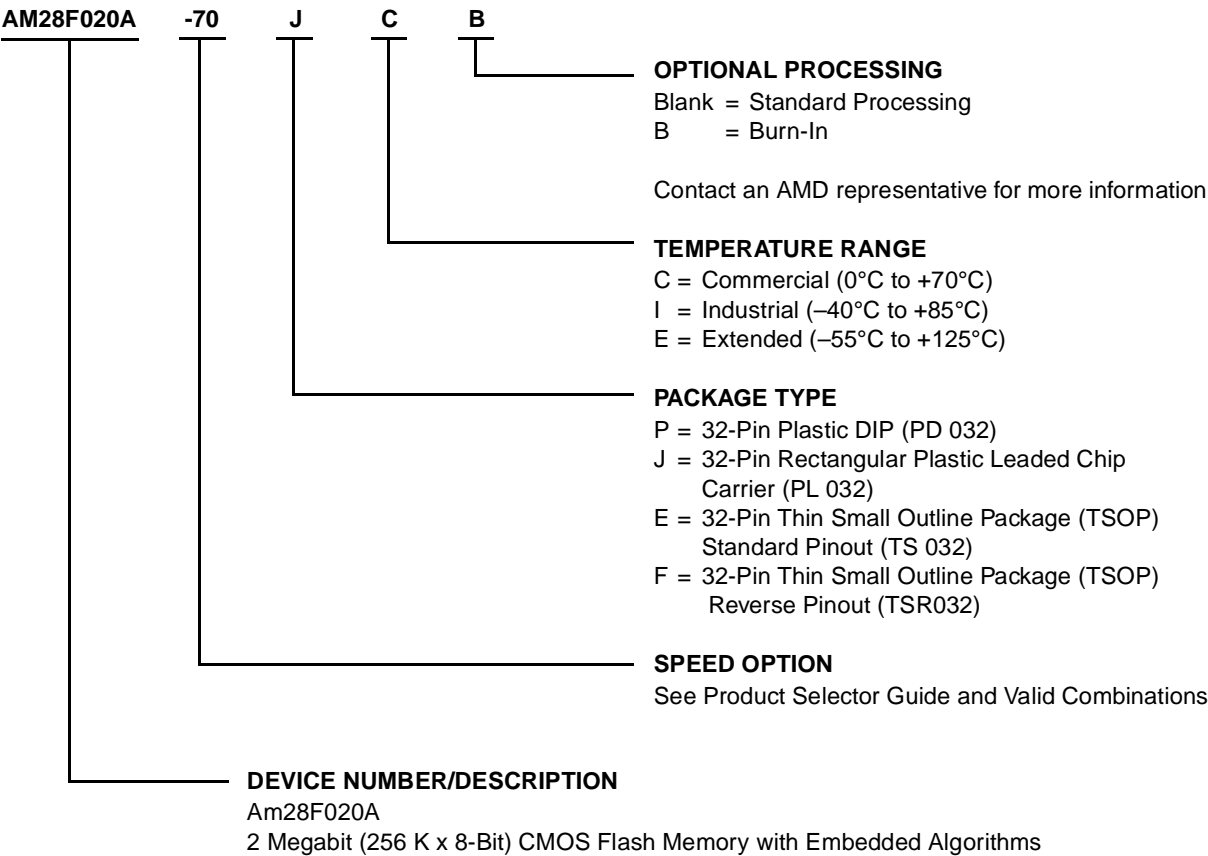 AM28F020A -70 J C B
OPTIONAL PROCESSING
Blank = Standard Processing
B = Burn-In
Contact an AMD representative for more information
TEMPERATURE RANGE
C = Commercial (0°C to +70°C)
I = Industrial (–40°C to +85°C)
E = Extended (–55°C to +125°C)
PACKAGE TYPE
P = 32-Pin Plastic DIP (PD 032)
J = 32-Pin Rectangular Plastic Leaded Chip
Carrier (PL 032)
E = 32-Pin Thin Small Outline Package (TSOP)
Standard Pinout (TS 032)
F = 32-Pin Thin Small Outline Package (TSOP)
Reverse Pinout (TSR032)
SPEED OPTION
See Product Selector Guide and Valid Combinations
DEVICE NUMBER/DESCRIPTION
Am28F020A
2 Megabit (256 K x 8-Bit) CMOS Flash Memory with Embedded Algorithms